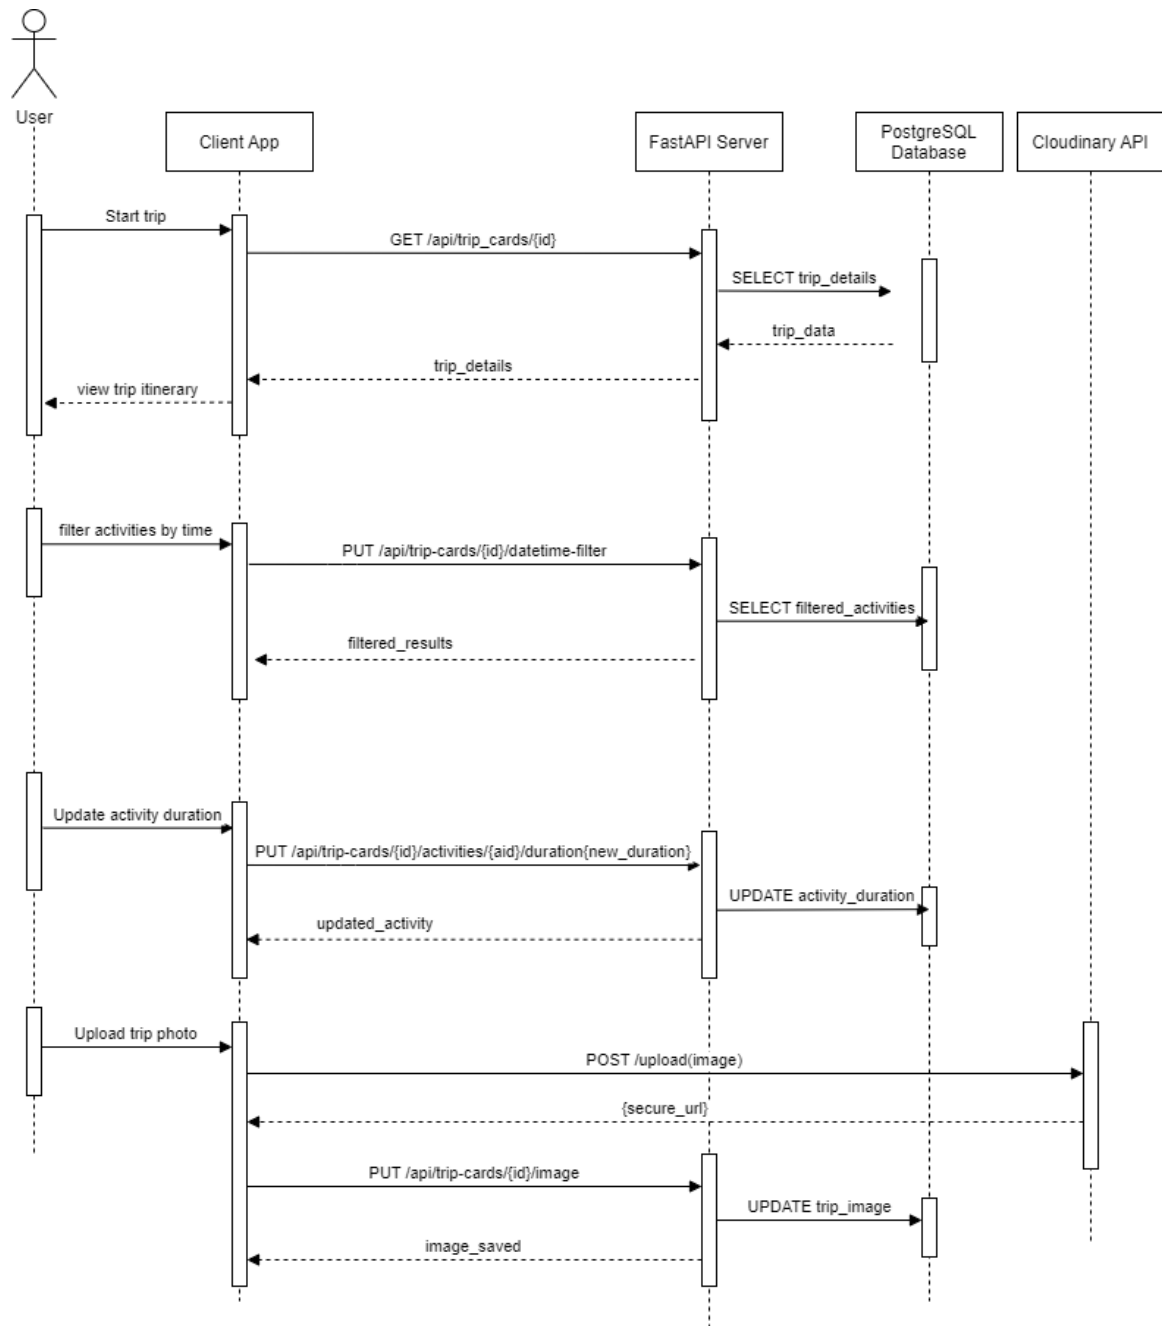 User
Client App
FastAPI Server
PostgreSQL
Database
Cloudinary API
Start trip
GET /api/trip_cards/{id}
SELECT trip_details
trip_data
trip_details
view trip itinerary
filter activities by time
PUT /api/trip-cards/{id}/datetime-filter
SELECT filtered_activities
filtered_results
Update activity duration
PUT /api/trip-cards/{id}/activities/{aid}/duration{new_duration}
UPDATE activity_duration
updated_activity
Upload trip photo
POST /upload(image)
{secure_url}
PUT /api/trip-cards/{id}/image
UPDATE trip_image
image_saved